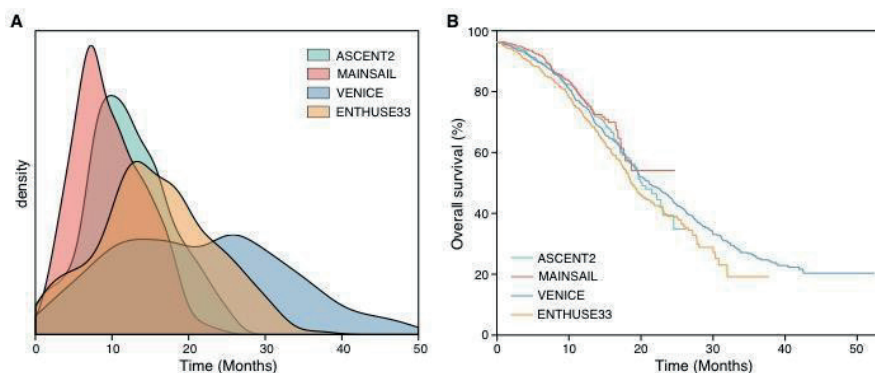 A
density
ASCENT2
MAINSAIL
VENICE
ENTHUSE33
0 10 20 30 40 50
Time (Months)
B
Overall survival (%)
100
80
60
40
20
0
ASCENT2
MAINSAIL
VENICE
ENTHUSE33
0 10 20 30 40 50
Time (Months)